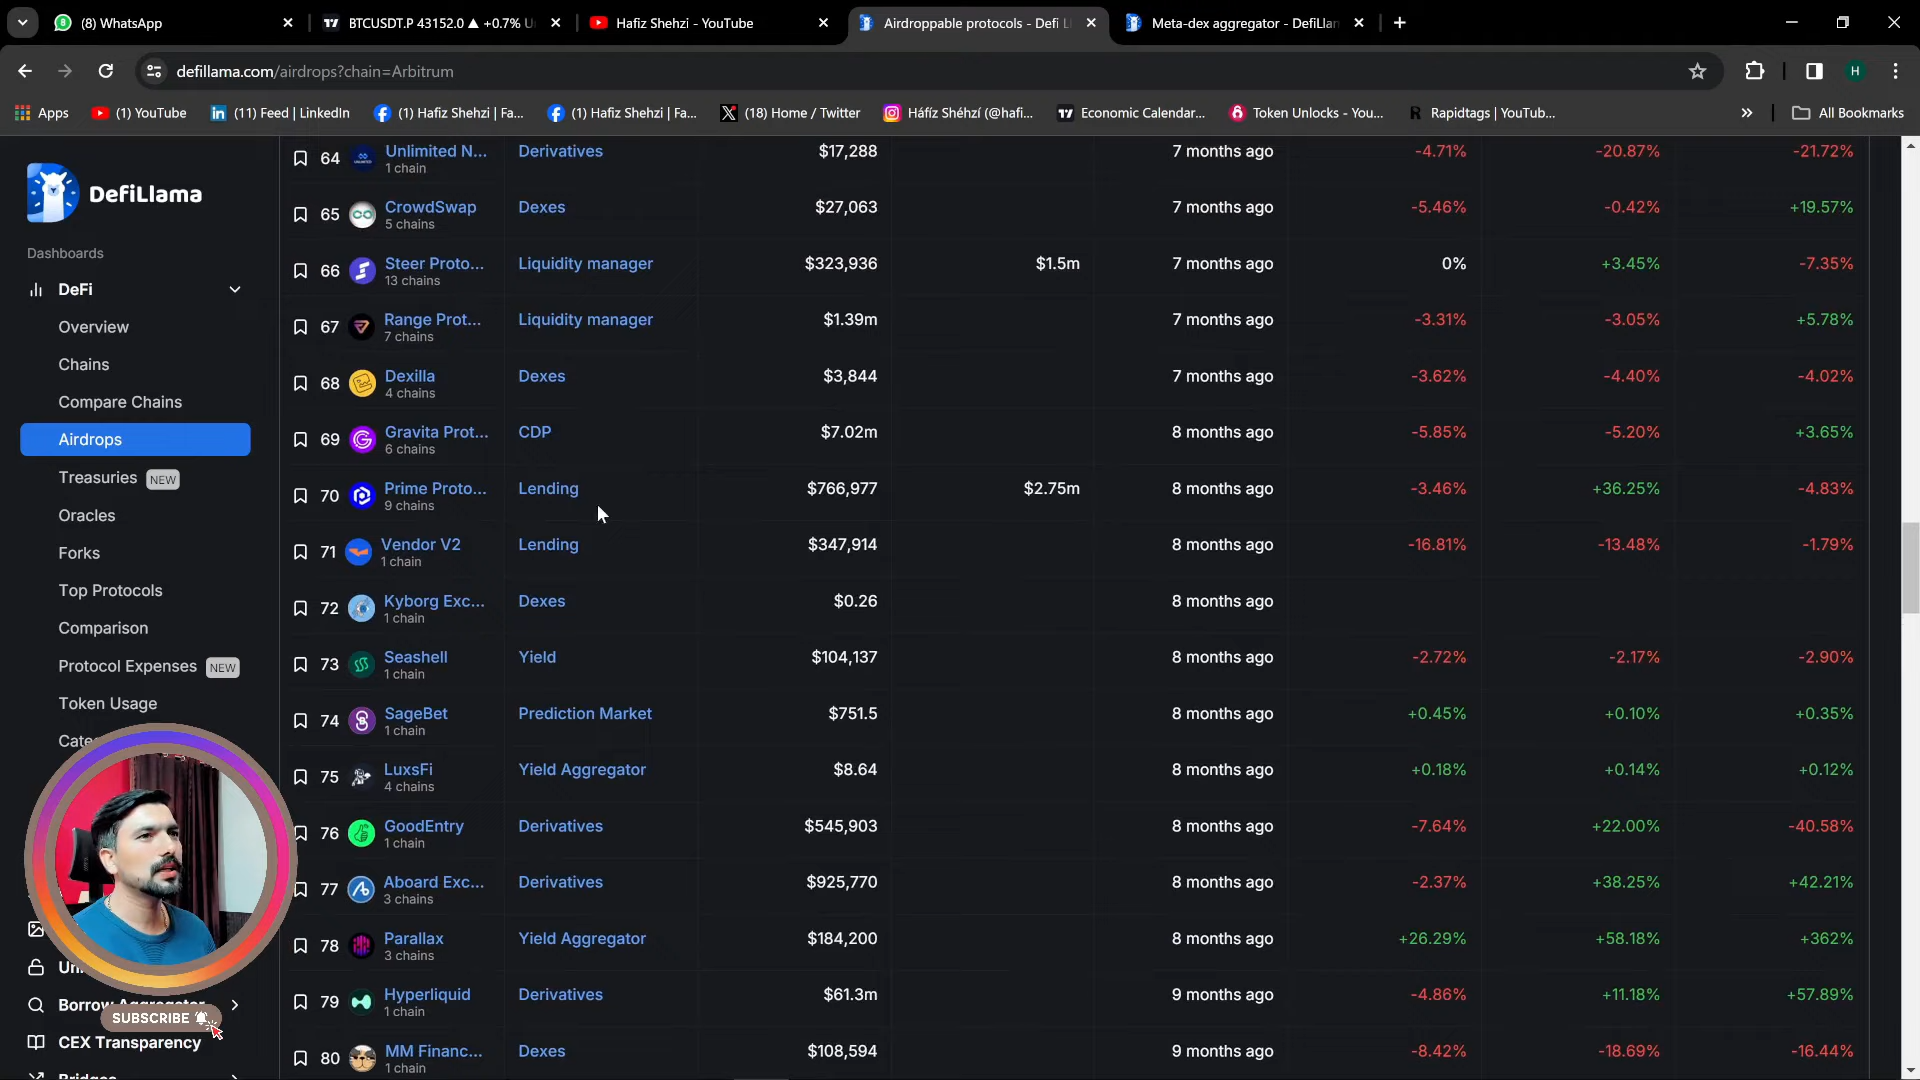 (8) WhatsApp
BTCUSDT.P 43152.0 ▲ +0.7% U
Hafiz Shehzi - YouTube
Airdroppable protocols - Defi L
Meta-dex aggregator - DefiLlar
defillama.com/airdrops?chain=Arbitrum
H
Apps
(1) YouTube
(11) Feed | LinkedIn
(1) Hafiz Shehzi | Fa...
(1) Hafiz Shehzi | Fa...
(18) Home / Twitter
Háfíz Shéhzí (@hafi...
Economic Calendar...
Token Unlocks - You...
Rapidtags | YouTub...
»
All Bookmarks
DefiLlama
Dashboards
DeFi
Overview
Chains
Compare Chains
Airdrops
Treasuries NEW
Oracles
Forks
Top Protocols
Comparison
Protocol Expenses NEW
Token Usage
CEX Transparency
SUBSCRIBE
64 Unlimited N... Derivatives $17,288 7 months ago -4.71% -20.87% -21.72%
1 chain
65 CrowdSwap Dexes $27,063 7 months ago -5.46% -0.42% +19.57%
5 chains
66 Steer Proto... Liquidity manager $323,936 $1.5m 7 months ago 0% +3.45% -7.35%
13 chains
67 Range Prot... Liquidity manager $1.39m 7 months ago -3.31% -3.05% +5.78%
7 chains
68 Dexilla Dexes $3,844 7 months ago -3.62% -4.40% -4.02%
4 chains
69 Gravita Prot... CDP $7.02m 8 months ago -5.85% -5.20% +3.65%
6 chains
70 Prime Proto... Lending $766,977 $2.75m 8 months ago -3.46% +36.25% -4.83%
9 chains
71 Vendor V2 Lending $347,914 8 months ago -16.81% -13.48% -1.79%
1 chain
72 Kyborg Exc... Dexes $0.26 8 months ago
1 chain
73 Seashell Yield $104,137 8 months ago -2.72% -2.17% -2.90%
1 chain
74 SageBet Prediction Market $751.5 8 months ago +0.45% +0.10% +0.35%
1 chain
75 LuxsFi Yield Aggregator $8.64 8 months ago +0.18% +0.14% +0.12%
4 chains
76 GoodEntry Derivatives $545,903 8 months ago -7.64% +22.00% -40.58%
1 chain
77 Aboard Exc... Derivatives $925,770 8 months ago -2.37% +38.25% +42.21%
3 chains
78 Parallax Yield Aggregator $184,200 8 months ago +26.29% +58.18% +362%
3 chains
79 Hyperliquid Derivatives $61.3m 9 months ago -4.86% +11.18% +57.89%
1 chain
80 MM Financ... Dexes $108,594 9 months ago -8.42% -18.69% -16.44%
1 chain